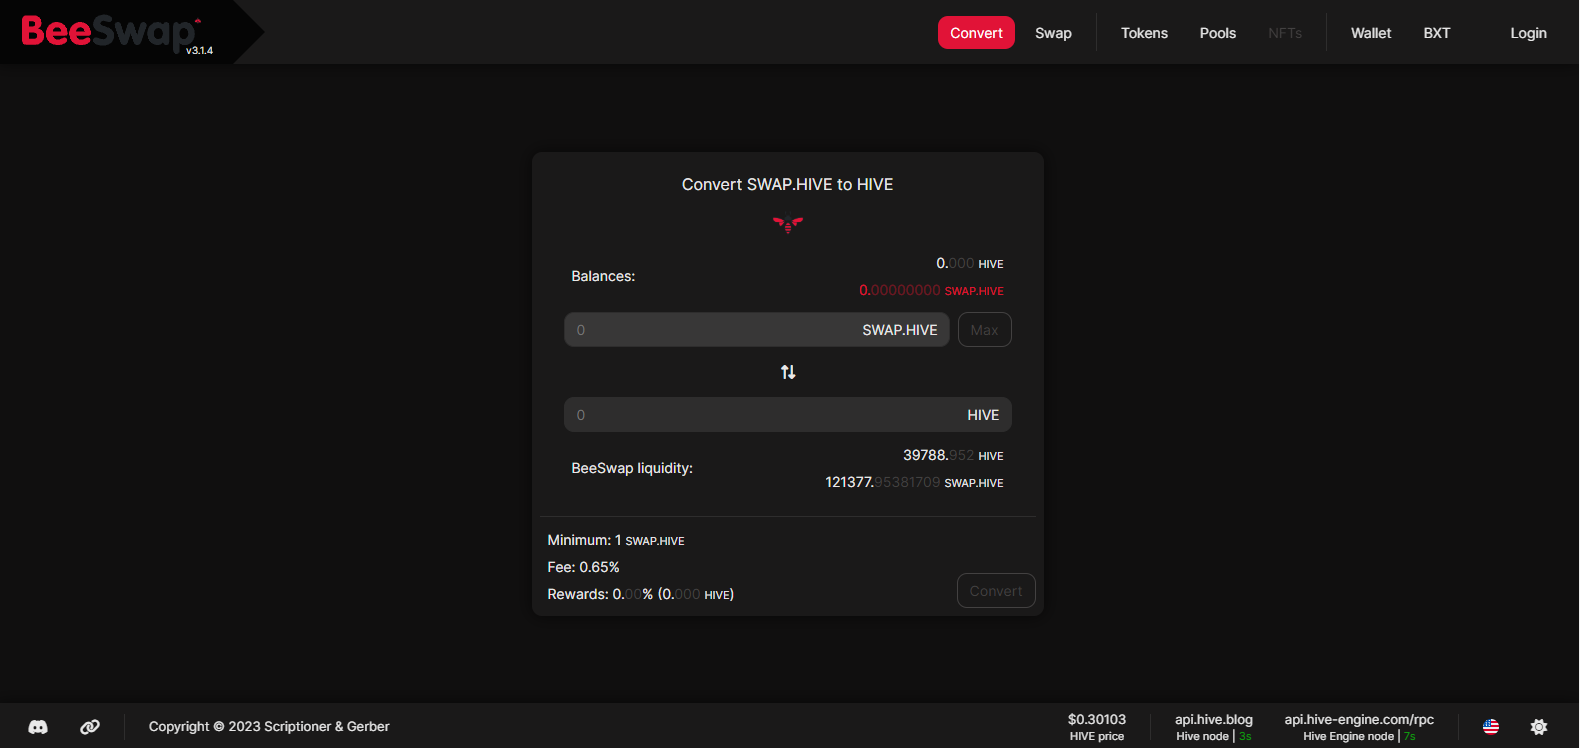 BeeSwap
v3.1.4
Convert Swap Tokens Pools NFTs Wallet BXT Login
Convert SWAP.HIVE to HIVE
Balances:
0.000 HIVE
0.00000000 SWAP.HIVE
0 SWAP.HIVE Max
0 HIVE
BeeSwap liquidity:
39788.952 HIVE
121377.95381709 SWAP.HIVE
Minimum: 1 SWAP.HIVE
Fee: 0.65%
Rewards: 0.00% (0.000 HIVE)
Convert
Copyright © 2023 Scriptioner & Gerber
$0.30103
HIVE price
api.hive.blog
Hive node | 3s
api.hive-engine.com/rpc
Hive Engine node | 7s